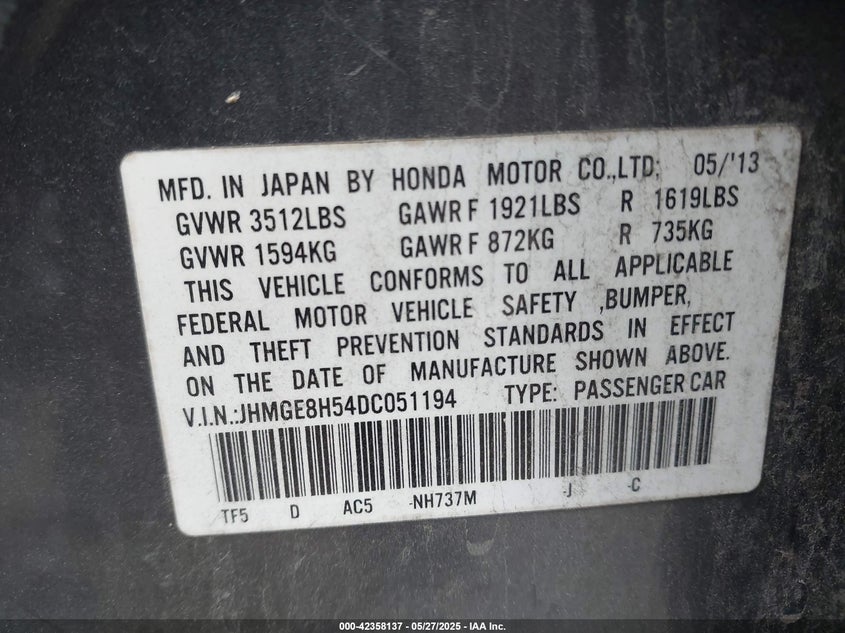 MFD. IN JAPAN BY HONDA MOTOR CO.,LTD; 05/'13
GVWR 3512LBS GAWR F 1921LBS R 1619LBS
GVWR 1594KG GAWR F 872KG R 735KG
THIS VEHICLE CONFORMS TO ALL APPLICABLE
FEDERAL MOTOR VEHICLE SAFETY ,BUMPER,
AND THEFT PREVENTION STANDARDS IN EFFECT
ON THE DATE OF MANUFACTURE SHOWN ABOVE.
V.I.N.:JHMGE8H54DC051194 TYPE: PASSENGER CAR
TF5 D AC5 -NH737M -J -C
000-42358137 - 05/27/2025 - IAA Inc.